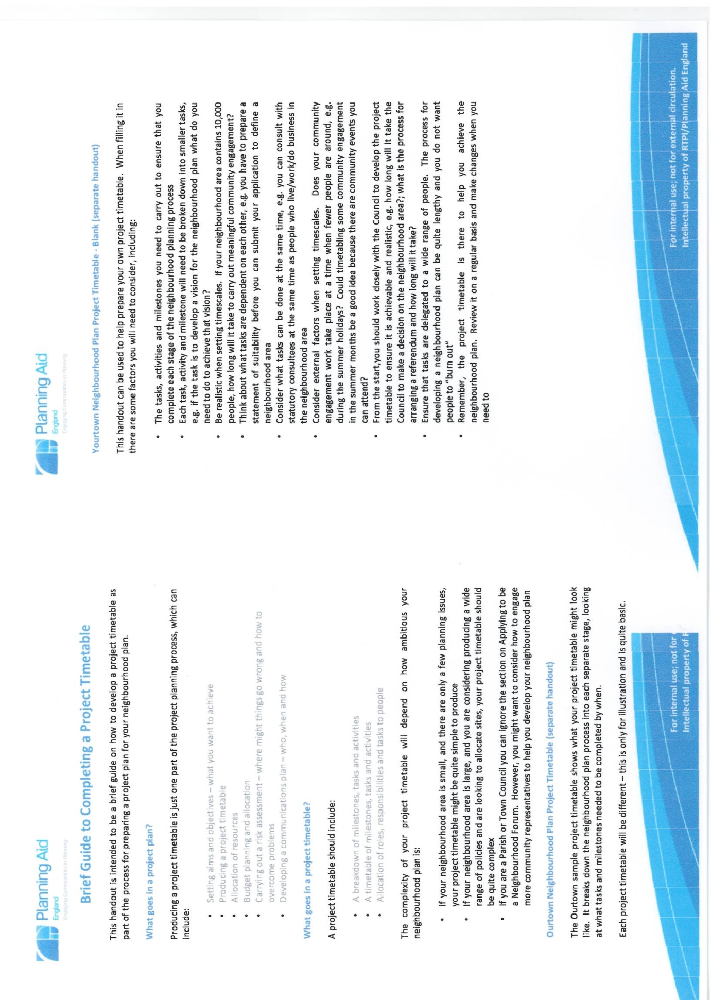 Planning Aid
England
Engaging Communities in Planning
Brief Guide to Completing a Project Timetable
This handout is intended to be a brief guide on how to develop a project timetable as
part of the process for preparing a project plan for your neighbourhood plan.
What goes in a project plan?
Producing a project timetable is just one part of the project planning process, which can
include:
• Setting aims and objectives – what you want to achieve
• Producing a project timetable
• Allocation of resources
• Budget planning and allocation
• Carrying out a risk assessment – where might things go wrong and how to
overcome problems
• Developing a communications plan – who, when and how
What goes in a project timetable?
A project timetable should include:
• A breakdown of milestones, tasks and activities
• A timetable of milestones, tasks and activities
• Allocation of roles, responsibilities and tasks to people
The complexity of your project timetable will depend on how ambitious your
neighbourhood plan is:
• If your neighbourhood area is small, and there are only a few planning issues,
your project timetable might be quite simple to produce
• If your neighbourhood area is large, and you are considering producing a wide
range of policies and are looking to allocate sites, your project timetable should
be quite complex
• If you are a Parish or Town Council you can ignore the section on Applying to be
a Neighbourhood Forum. However, you might want to consider how to engage
more community representatives to help you develop your neighbourhood plan
Ourtown Neighbourhood Plan Project Timetable (separate handout)
The Ourtown sample project timetable shows what your project timetable might look
like. It breaks down the neighbourhood plan process into each separate stage, looking
at what tasks and milestones needed to be completed by when.
Each project timetable will be different – this is only for illustration and is quite basic.
For internal use; not for
Intellectual property of
Planning Aid
England
Engaging Communities in Planning
Yourtown Neighbourhood Plan Project Timetable - Blank (separate handout)
This handout can be used to help prepare your own project timetable. When filling it in
there are some factors you will need to consider, including:
• The tasks, activities and milestones you need to carry out to ensure that you
complete each stage of the neighbourhood planning process
• Each task, activity and milestone will need to be broken down into smaller tasks,
e.g. if the task is to develop a vision for the neighbourhood plan what do you
need to do to achieve that vision?
• Be realistic when setting timescales. If your neighbourhood area contains 10,000
people, how long will it take to carry out meaningful community engagement?
• Think about what tasks are dependent on each other, e.g. you have to prepare a
statement of suitability before you can submit your application to define a
neighbourhood area
• Consider what tasks can be done at the same time, e.g. you can consult with
statutory consultees at the same time as people who live/work/do business in
the neighbourhood area
• Consider external factors when setting timescales. Does your community
engagement work take place at a time when fewer people are around, e.g.
during the summer holidays? Could timetabling some community engagement
in the summer months be a good idea because there are community events you
can attend?
• From the start,you should work closely with the Council to develop the project
timetable to ensure it is achievable and realistic, e.g. how long will it take the
Council to make a decision on the neighbourhood area?; what is the process for
arranging a referendum and how long will it take?
• Ensure that tasks are delegated to a wide range of people. The process for
developing a neighbourhood plan can be quite lengthy and you do not want
people to “burn out”
• Remember, the project timetable is there to help you achieve the
neighbourhood plan. Review it on a regular basis and make changes when you
need to
For internal use; not for external circulation.
Intellectual property of RTPI/Planning Aid England